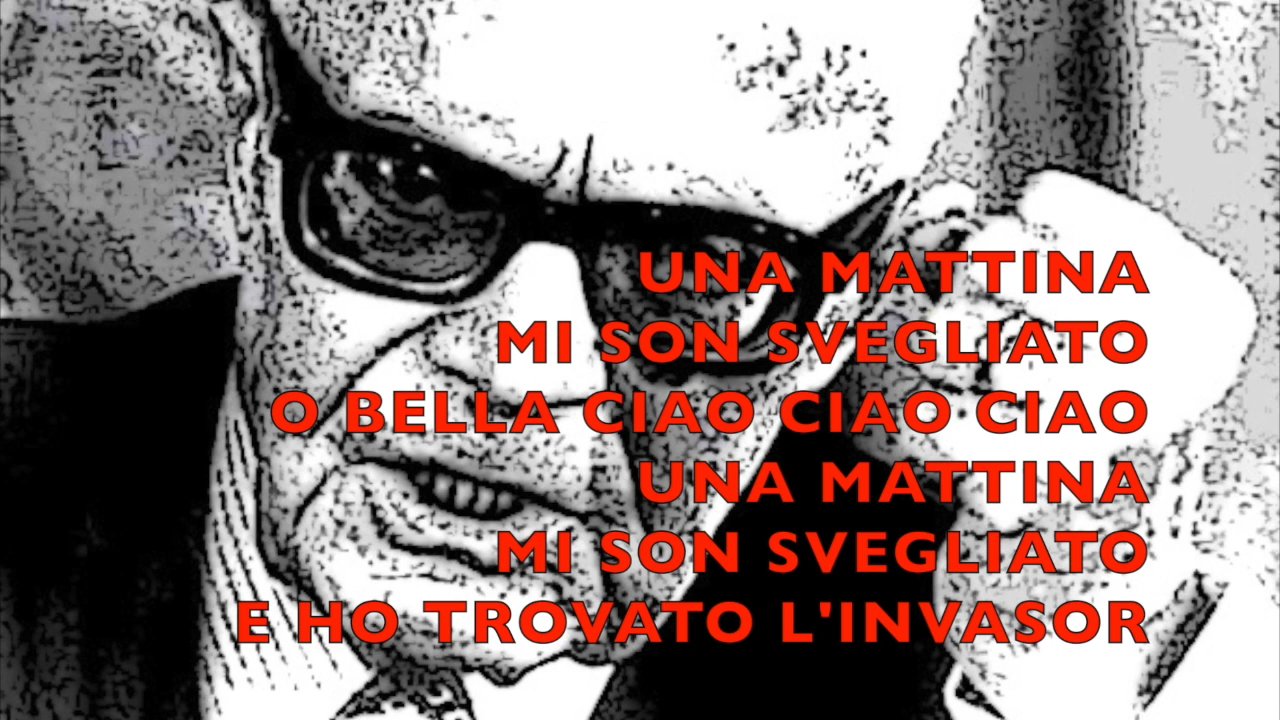 UNA MATTINA
MI SON SVEGLIATO
O BELLA CIAO CIAO CIAO
UNA MATTINA
MI SON SVEGLIATO
E HO TROVATO L'INVASOR